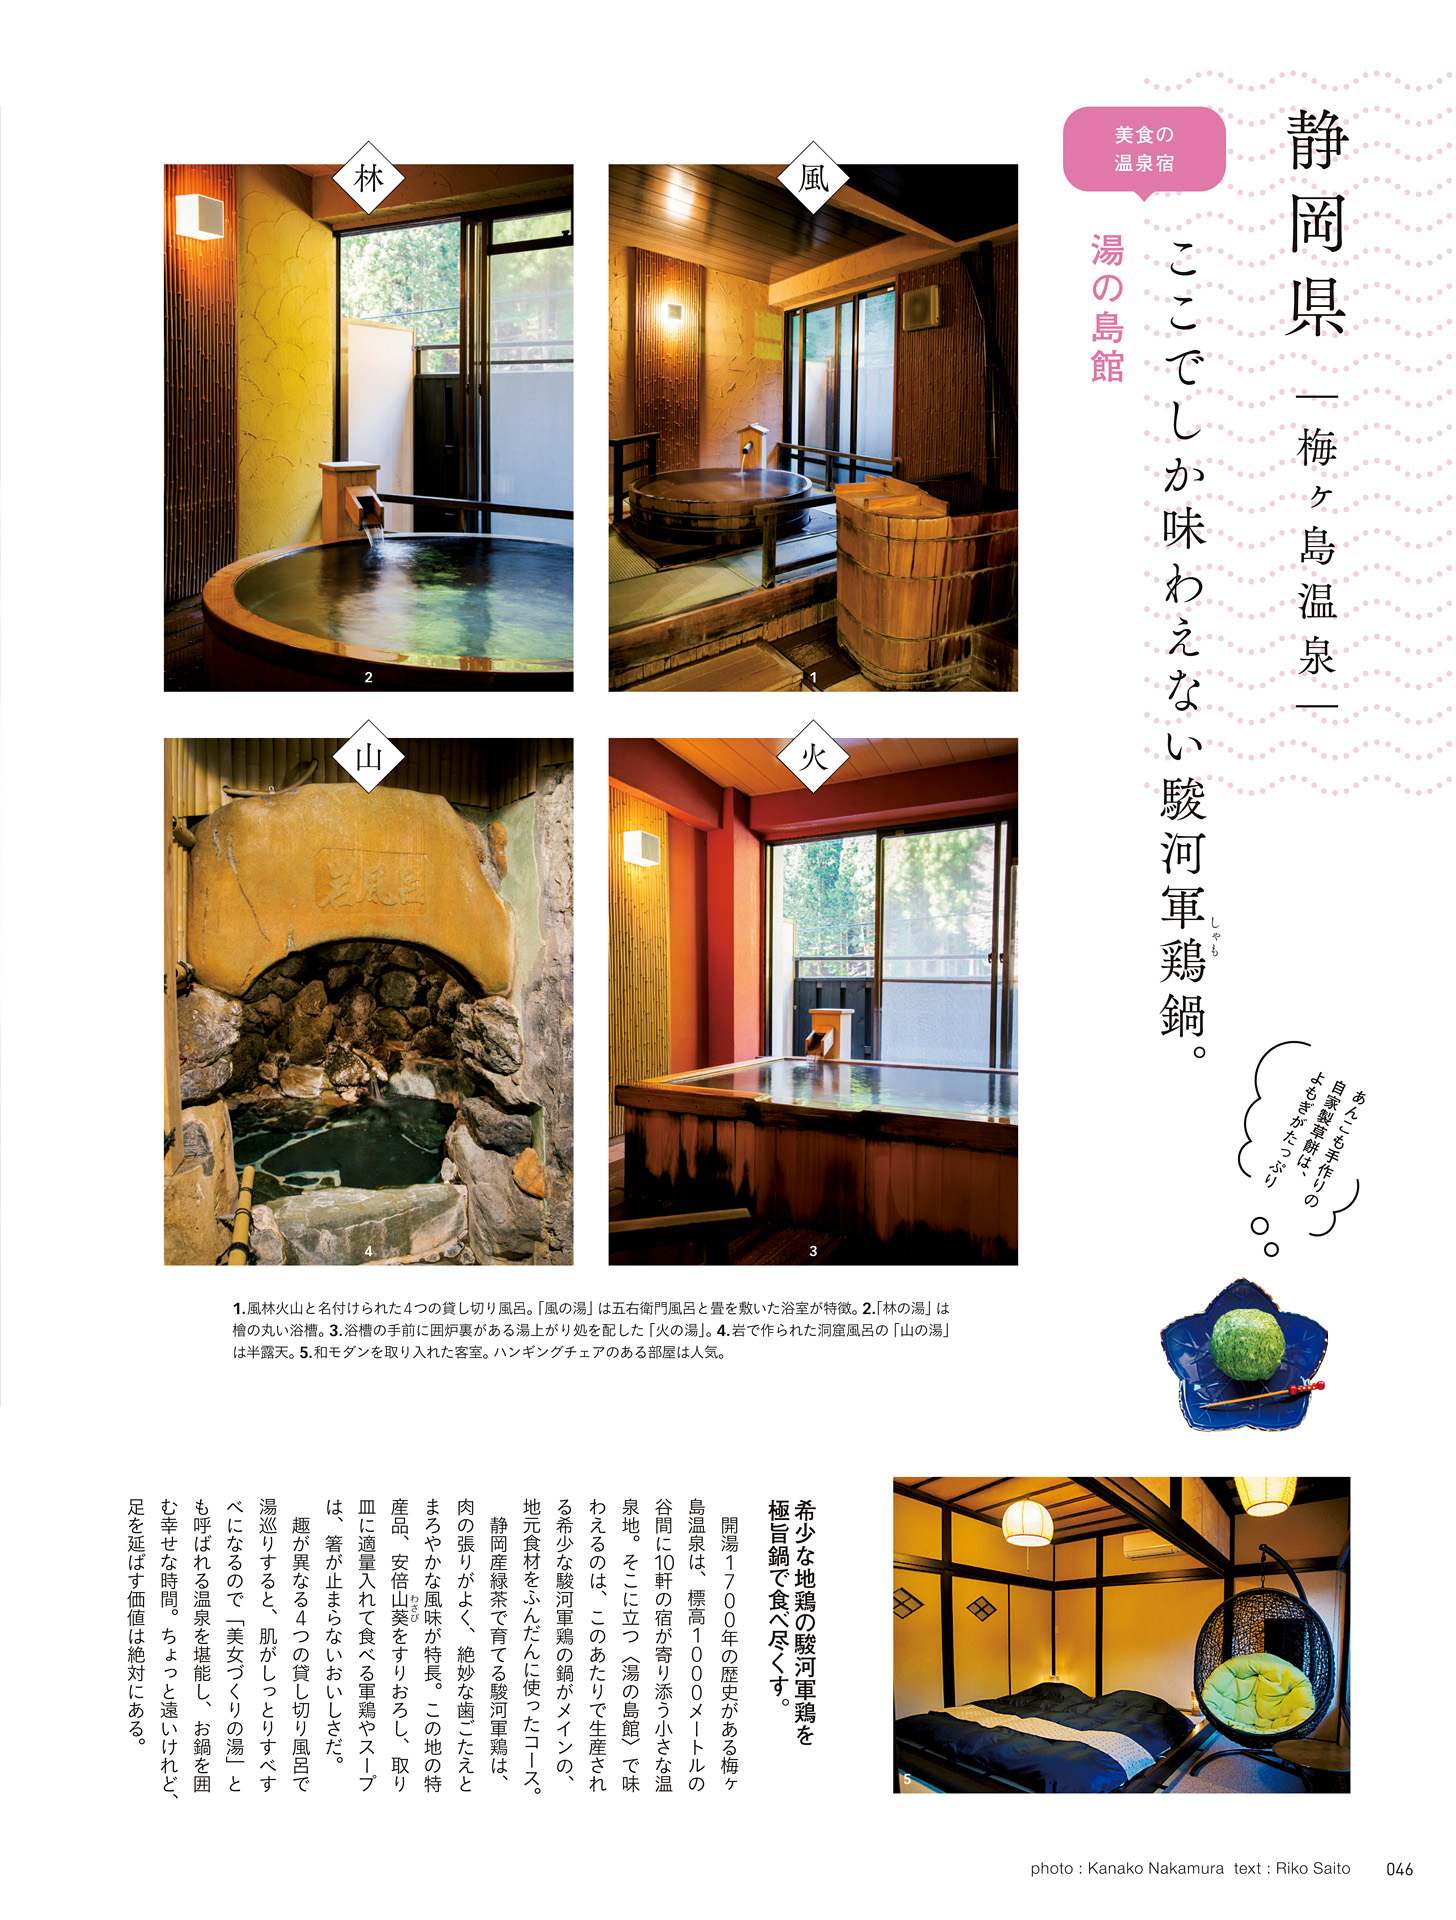 静岡県
―梅ヶ島温泉―
美食の
温泉宿
ここでしか味わえない駿河軍鶏鍋。
しゃも
湯の島館
風
1
林
2
火
3
山
岩風呂
4
あんこも手作りの
自家製草餅は、
よもぎがたっぷり
1.風林火山と名付けられた4つの貸し切り風呂。「風の湯」は五右衛門風呂と畳を敷いた浴室が特徴。2.「林の湯」は
檜の丸い浴槽。3.浴槽の手前に囲炉裏がある湯上がり処を配した「火の湯」。4.岩で作られた洞窟風呂の「山の湯」
は半露天。5.和モダンを取り入れた客室。ハンギングチェアのある部屋は人気。
5
希少な地鶏の駿河軍鶏を
極旨鍋で食べ尽くす。
開湯1700年の歴史がある梅ヶ
島温泉は、標高1000メートルの
谷間に10軒の宿が寄り添う小さな温
泉地。そこに立つ〈湯の島館〉で味
わえるのは、このあたりで生産され
る希少な駿河軍鶏の鍋がメインの、
地元食材をふんだんに使ったコース。
静岡産緑茶で育てる駿河軍鶏は、
肉の張りがよく、絶妙な歯ごたえと
まろやかな風味が特長。この地の特
産品、安倍山葵をすりおろし、取り
わさび
皿に適量入れて食べる軍鶏やスープ
は、箸が止まらないおいしさだ。
趣が異なる4つの貸し切り風呂で
湯巡りすると、肌がしっとりすべす
べになるので「美女づくりの湯」と
も呼ばれる温泉を堪能し、お鍋を囲
む幸せな時間。ちょっと遠いけれど、
足を延ばす価値は絶対にある。
photo : Kanako Nakamura text : Riko Saito
046